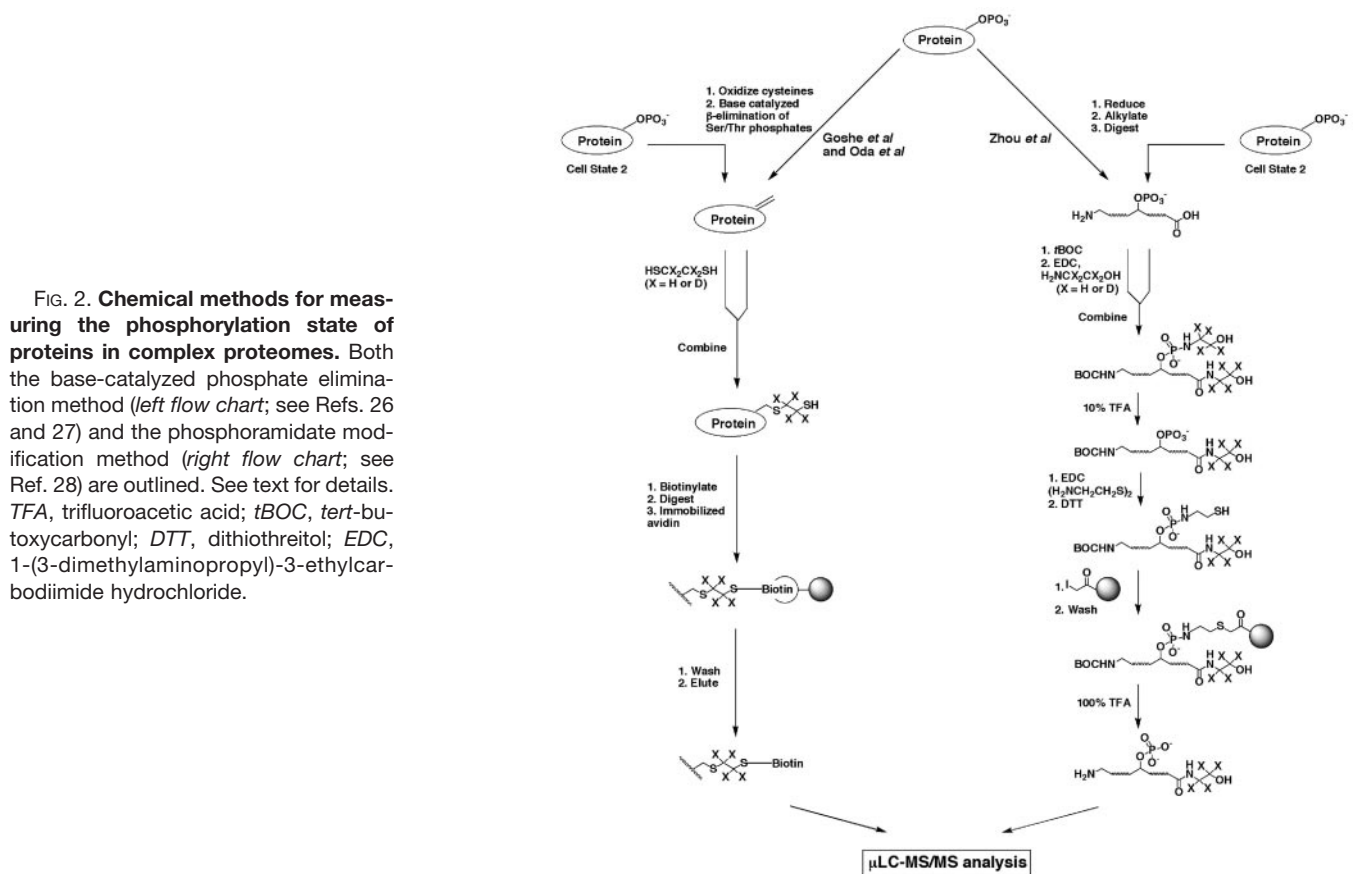 FIG. 2. Chemical methods for meas-
uring the phosphorylation state of
proteins in complex proteomes. Both
the base-catalyzed phosphate elimina-
tion method (left flow chart; see Refs. 26
and 27) and the phosphoramidate mod-
ification method (right flow chart; see
Ref. 28) are outlined. See text for details.
TFA, trifluoroacetic acid; tBOC, tert-bu-
toxycarbonyl; DTT, dithiothreitol; EDC,
1-(3-dimethylaminopropyl)-3-ethylcar-
bodiimide hydrochloride.
OPO₃⁻
Protein
1. Oxidize cysteines
2. Base catalyzed
β-elimination of
Ser/Thr phosphates
OPO₃⁻
Protein
Cell State 2
Goshe et al
and Oda et al
Protein
HSCX₂CX₂SH
(X = H or D)
Combine
Protein
S
X X
X X
SH
1. Biotinylate
2. Digest
3. Immobilized
avidin
S
X X
X X
S
Biotin
1. Wash
2. Elute
S
X X
X X
S
Biotin
Zhou et al
1. Reduce
2. Alkylate
3. Digest
OPO₃⁻
Protein
Cell State 2
OPO₃⁻
H₂N
OH
O
1. tBOC
2. EDC,
H₂NCX₂CX₂OH
(X = H or D)
Combine
O
O P N
H
O⁻
X X
X X
OH
BOCHN
O
H
N
X X
X X
OH
10% TFA
OPO₃⁻
BOCHN
O
H
N
X X
X X
OH
1. EDC
(H₂NCH₂CH₂S)₂
2. DTT
O
O P N
H
O⁻
SH
BOCHN
O
H
N
X X
X X
OH
1. I
O
2. Wash
O
O P N
H
O⁻
S
O
BOCHN
O
H
N
X X
X X
OH
100% TFA
O
O P O⁻
O⁻
H₂N
O
H
N
X X
X X
OH
μLC-MS/MS analysis